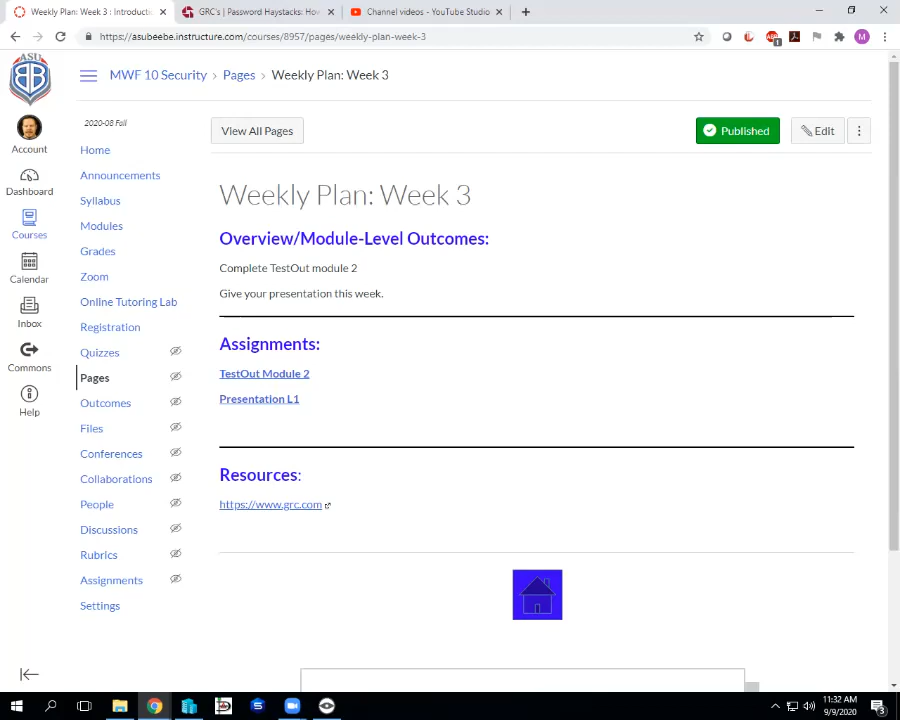 Weekly Plan: Week 3 : Introducti
GRC's | Password Haystacks: Ho
Channel videos - YouTube Studio
https://asubeebe.instructure.com/courses/8957/pages/weekly-plan-week-3
1
M
ASU
MWF 10 Security > Pages > Weekly Plan: Week 3
Account
Dashboard
Courses
Calendar
Inbox
Commons
Help
2020-08 Fall
Home
Announcements
Syllabus
Modules
Grades
Zoom
Online Tutoring Lab
Registration
Quizzes
Pages
Outcomes
Files
Conferences
Collaborations
People
Discussions
Rubrics
Assignments
Settings
View All Pages
Published
Edit
Weekly Plan: Week 3
Overview/Module-Level Outcomes:
Complete TestOut module 2
Give your presentation this week.
Assignments:
TestOut Module 2
Presentation L1
Resources:
https://www.grc.com
11:32 AM
9/9/2020
3